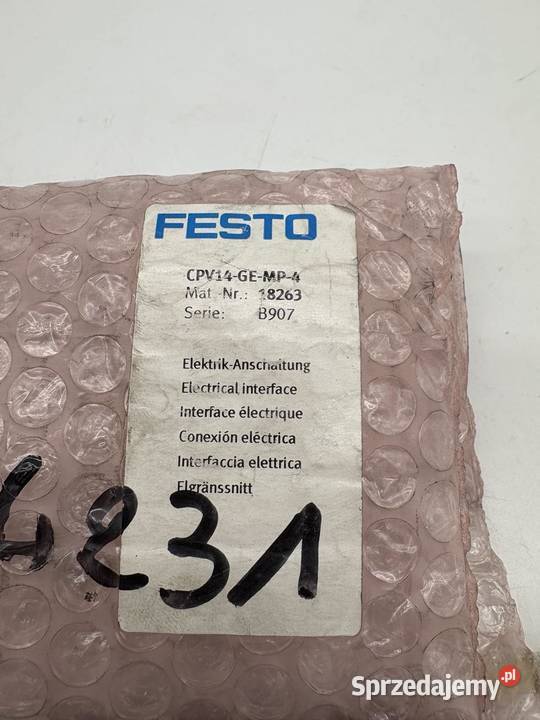 FESTO
CPV14-GE-MP-4
Mat.-Nr.: 18263
Serie: B907
Elektrik-Anschaltung
Electrical interface
Interface électrique
Conexión eléctrica
Interfaccia elettrica
Elgränssnitt
4231
Sprzedajemy.pl